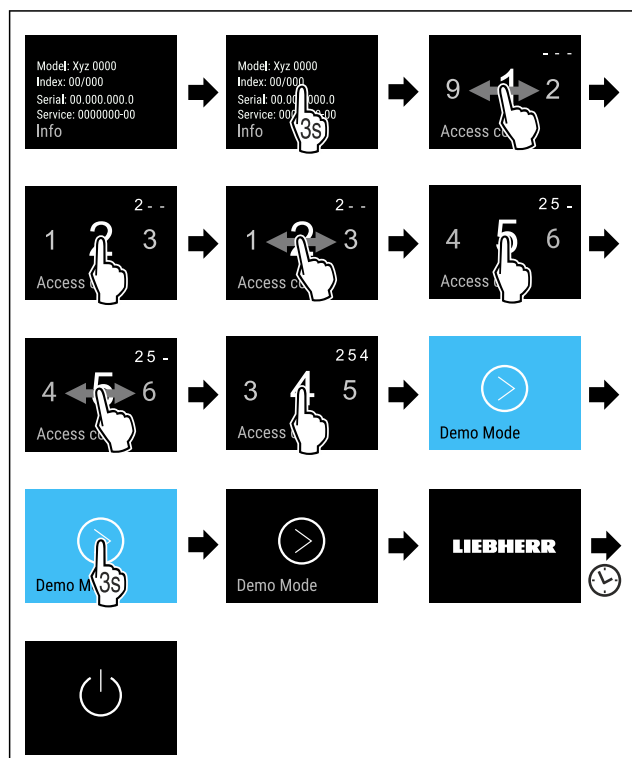 Model: Xyz 0000
Index: 00/000
Serial: 00.000.000.0
Service: 0000000-00
Info
Model: Xyz 0000
Index: 00/000
Serial: 00.0 0.0
Service: 000 -00
Info
3s
- - -
9 1 2
Access
2 - -
1 2 3
Access
2 - -
1 2 3
Access
2 5 -
4 5 6
Access
2 5 -
4 5 6
Access
2 5 4
3 4 5
Access
Demo Mode
Demo
3s
Demo Mode
LIEBHERR